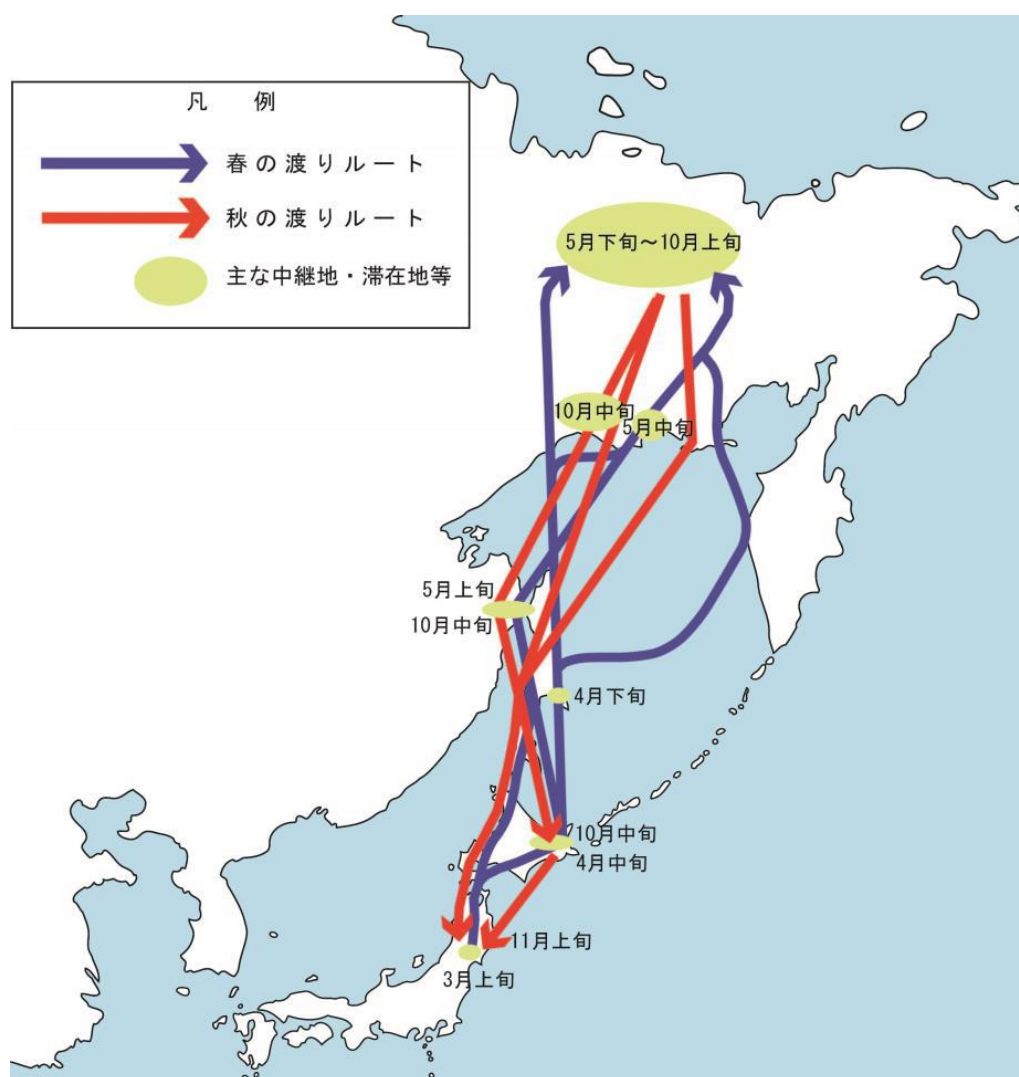 凡 例
春の渡りルート
秋の渡りルート
主な中継地・滞在地等
5月下旬～10月上旬
10月中旬
5月中旬
5月上旬
10月中旬
4月下旬
10月中旬
4月中旬
11月上旬
3月上旬